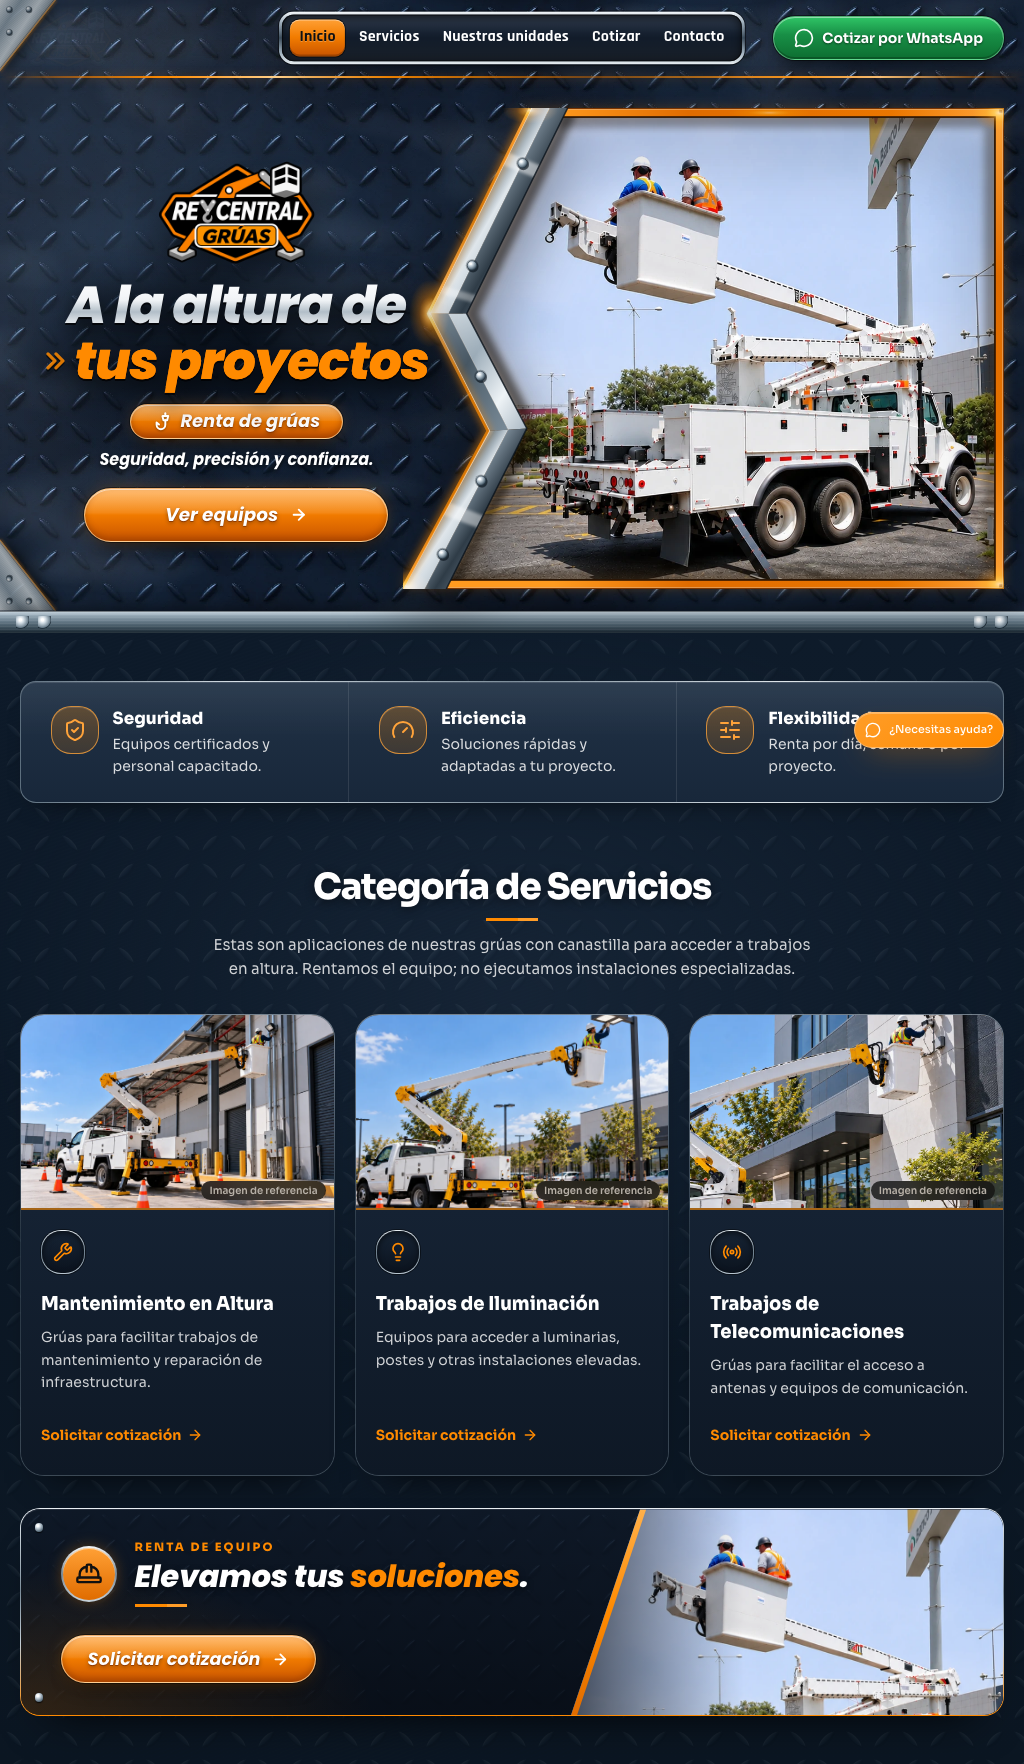 Inicio
Servicios
Nuestras unidades
Cotizar
Contacto
Cotizar por WhatsApp
REYCENTRAL
GRÚAS
A la altura de
» tus proyectos
Renta de grúas
Seguridad, precisión y confianza.
Ver equipos →
Seguridad
Equipos certificados y
personal capacitado.
Eficiencia
Soluciones rápidas y
adaptadas a tu proyecto.
Renta por día,
proyecto.
¿Necesitas ayuda?
Categoría de Servicios
Estas son aplicaciones de nuestras grúas con canastilla para acceder a trabajos
en altura. Rentamos el equipo; no ejecutamos instalaciones especializadas.
Imagen de referencia
Imagen de referencia
Imagen de referencia
Mantenimiento en Altura
Grúas para facilitar trabajos de
mantenimiento y reparación de
infraestructura.
Solicitar cotización →
Trabajos de Iluminación
Equipos para acceder a luminarias,
postes y otras instalaciones elevadas.
Solicitar cotización →
Trabajos de
Telecomunicaciones
Grúas para facilitar el acceso a
antenas y equipos de comunicación.
Solicitar cotización →
RENTA DE EQUIPO
Elevamos tus soluciones.
Solicitar cotización →